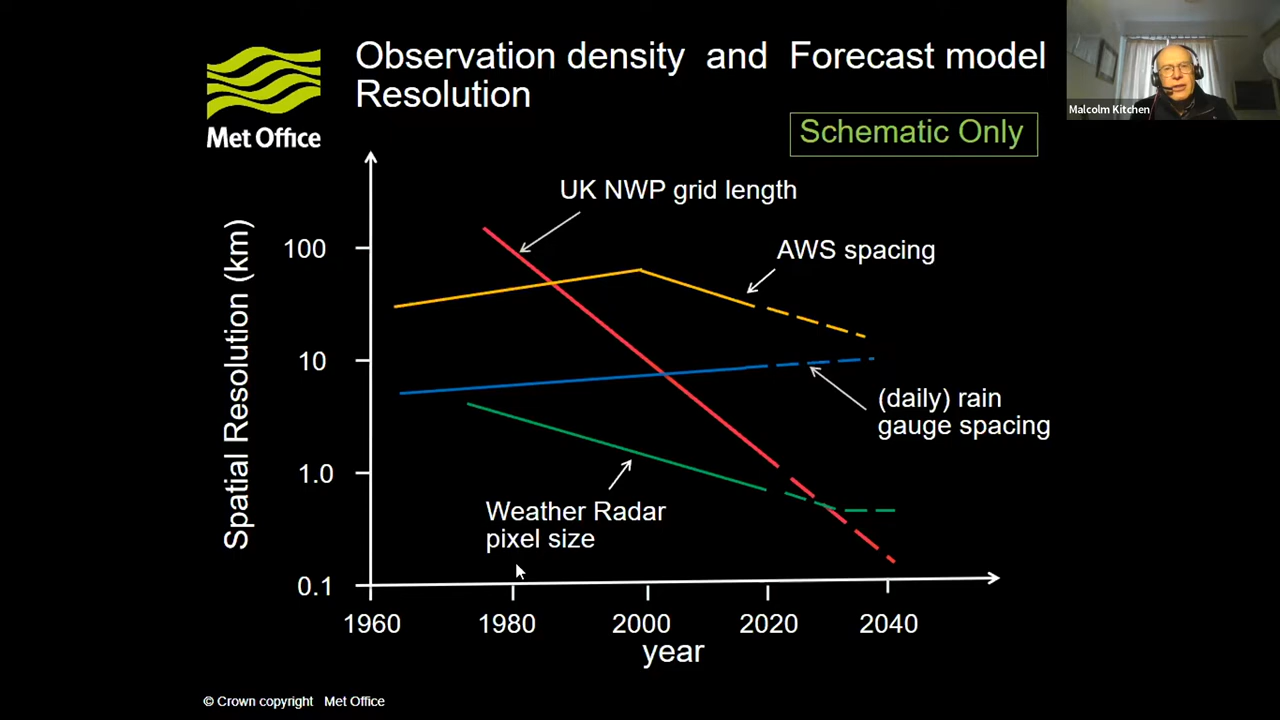 Observation density and Forecast model
Resolution
Met Office
Schematic Only
Malcolm Kitchen
UK NWP grid length
AWS spacing
(daily) rain
gauge spacing
Weather Radar
pixel size
Spatial Resolution (km)
100
10
1.0
0.1
1960 1980 2000 2020 2040
year
© Crown copyright Met Office